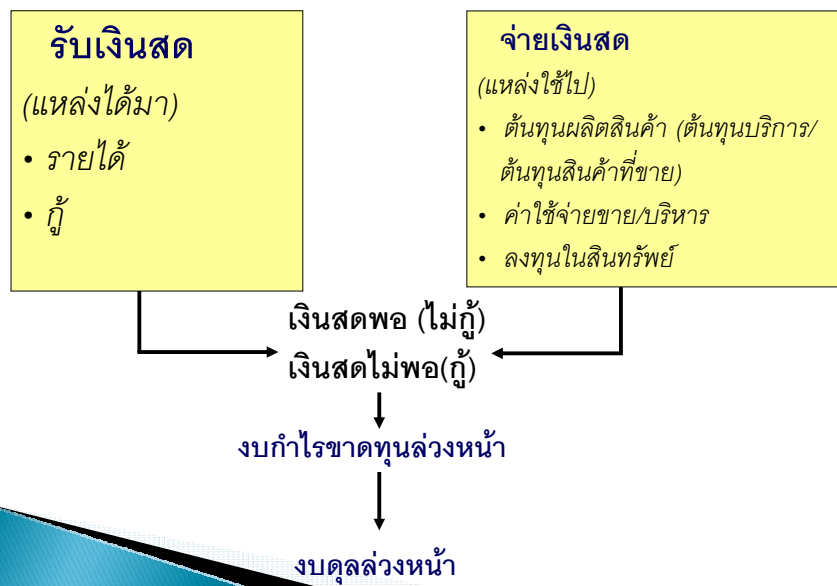 รับเงินสด
(แหล่งได้มา)
• รายได้
• กู้
จ่ายเงินสด
(แหล่งใช้ไป)
• ต้นทุนผลิตสินค้า (ต้นทุนบริการ/
ต้นทุนสินค้าที่ขาย)
• ค่าใช้จ่ายขาย/บริหาร
• ลงทุนในสินทรัพย์
เงินสดพอ (ไม่กู้)
เงินสดไม่พอ(กู้)
งบกำไรขาดทุนล่วงหน้า
งบดุลล่วงหน้า